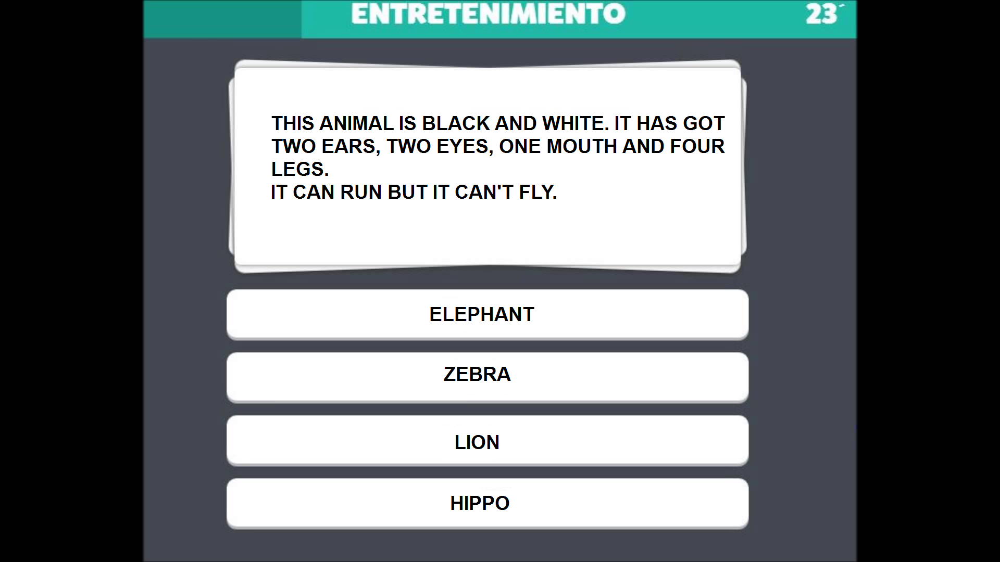 ENTRETENIMIENTO
23´
THIS ANIMAL IS BLACK AND WHITE. IT HAS GOT
TWO EARS, TWO EYES, ONE MOUTH AND FOUR
LEGS.
IT CAN RUN BUT IT CAN'T FLY.
ELEPHANT
ZEBRA
LION
HIPPO